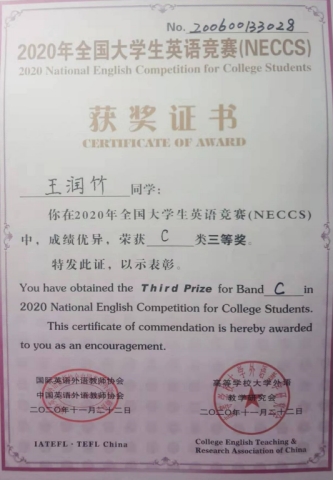 No. 200600133028
2020年全国大学生英语竞赛(NECCS)
2020 National English Competition for College Students
获奖证书
CERTIFICATE OF AWARD
王润竹 同学:
你在2020年全国大学生英语竞赛(NECCS)
中，成绩优异，荣获 C 类三等奖。
特发此证，以示表彰。
You have obtained the Third Prize for Band C in
2020 National English Competition for College Students.
This certificate of commendation is hereby awarded
to you as an encouragement.
国际英语外语教师协会
中国英语外语教师协会
二〇二〇年十一月二十二日
IATEFL·TEFL China
高等学校大学外语
教学研究会
二〇二〇年十一月二十二日
College English Teaching &
Research Association of China